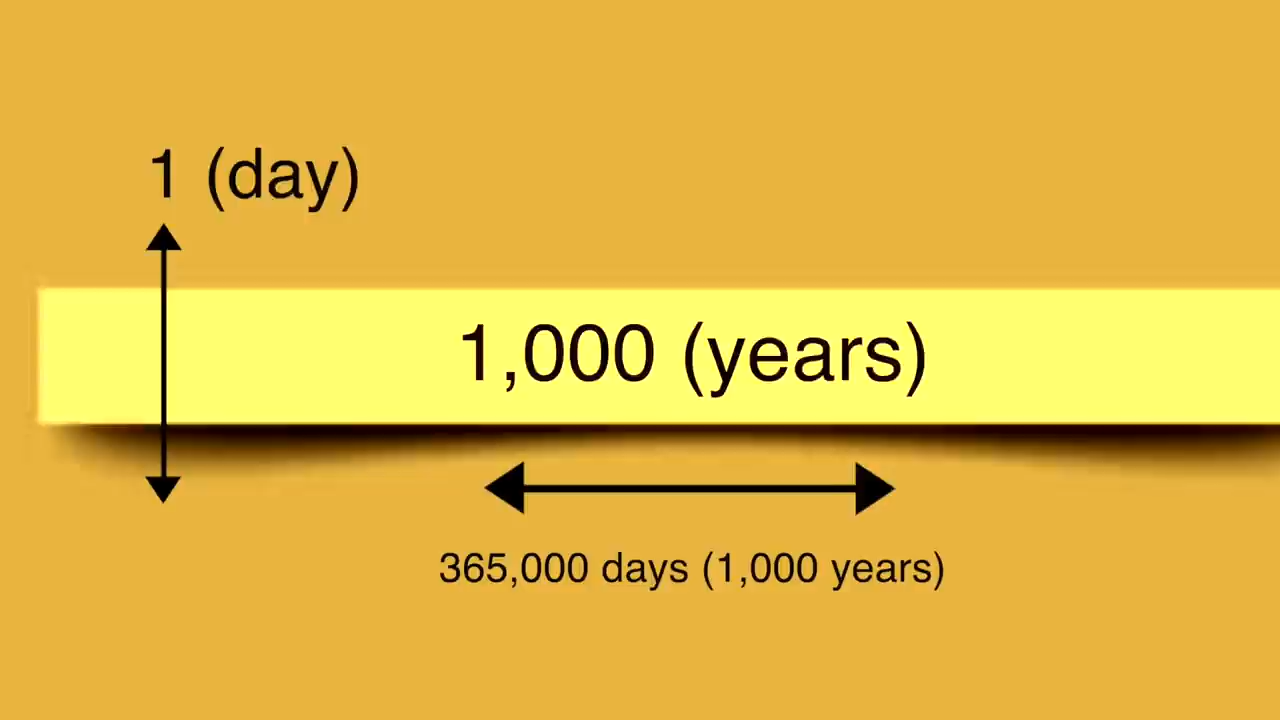 1 (day)
1,000 (years)
365,000 days (1,000 years)